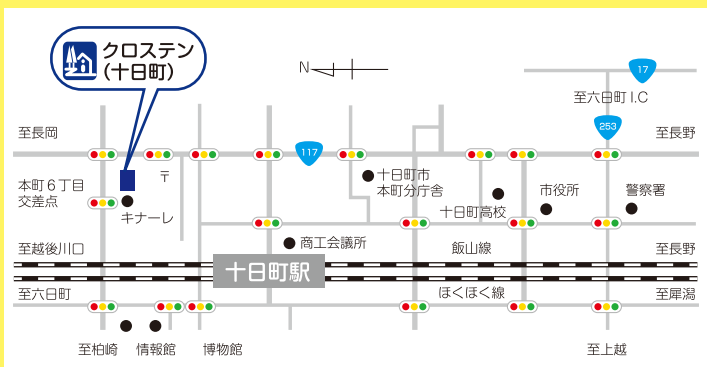 クロステン
(十日町)
N
17
至六日町I.C
253
至長岡
117
至長野
本町6丁目
交差点
〒
キナーレ
十日町市
本町分庁舎
十日町高校
市役所
警察署
商工会議所
至越後川口
飯山線
至長野
十日町駅
至六日町
ほくほく線
至犀潟
至柏崎
情報館
博物館
至上越